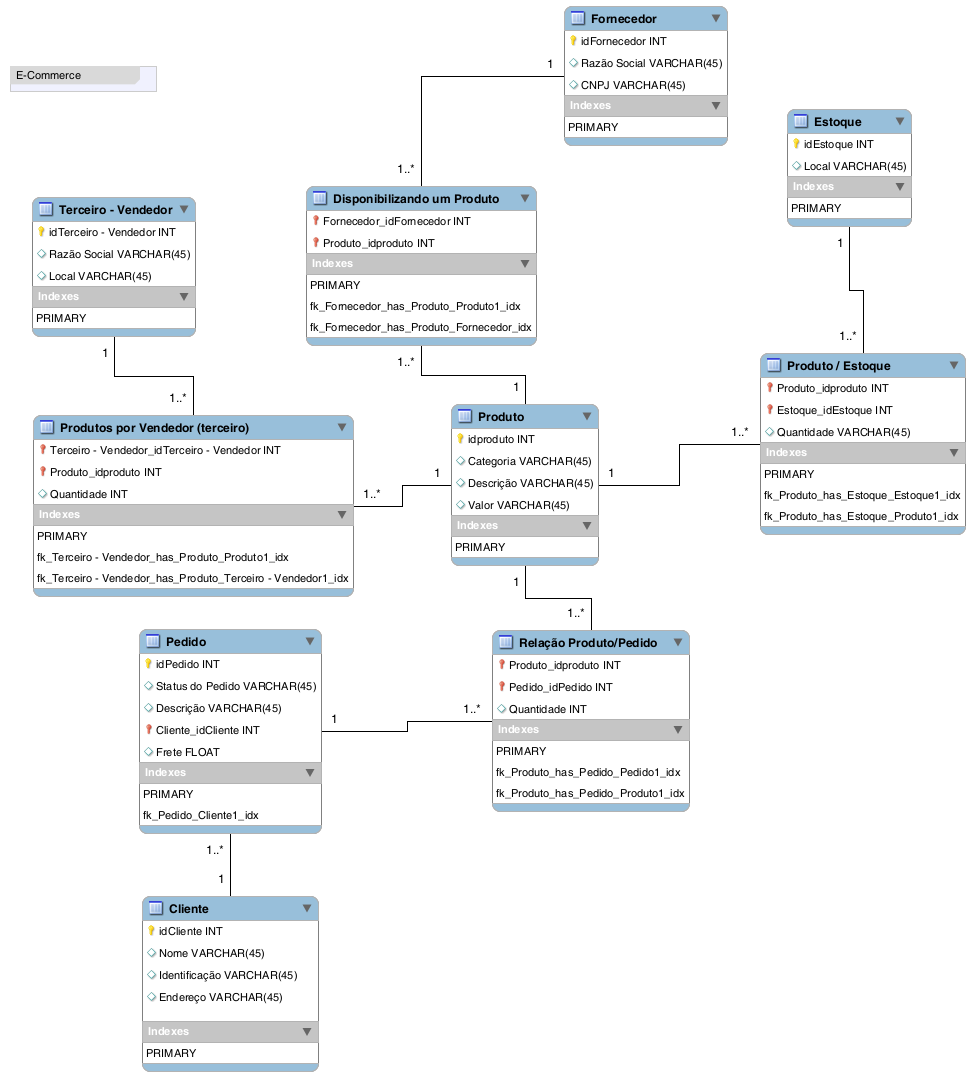 E-Commerce
Fornecedor
idFornecedor INT
Razão Social VARCHAR(45)
CNPJ VARCHAR(45)
Indexes
PRIMARY
1
1..*
Estoque
idEstoque INT
Local VARCHAR(45)
Indexes
PRIMARY
1
1..*
Disponibilizando um Produto
Fornecedor_idFornecedor INT
Produto_idproduto INT
Indexes
PRIMARY
fk_Fornecedor_has_Produto_Produto1_idx
fk_Fornecedor_has_Produto_Fornecedor_idx
1..*
1
Terceiro - Vendedor
idTerceiro - Vendedor INT
Razão Social VARCHAR(45)
Local VARCHAR(45)
Indexes
PRIMARY
1
1..*
Produto / Estoque
Produto_idproduto INT
Estoque_idEstoque INT
Quantidade VARCHAR(45)
Indexes
PRIMARY
fk_Produto_has_Estoque_Estoque1_idx
fk_Produto_has_Estoque_Produto1_idx
1..*
1
Produto
idproduto INT
Categoria VARCHAR(45)
Descrição VARCHAR(45)
Valor VARCHAR(45)
Indexes
PRIMARY
1
1..*
Produtos por Vendedor (terceiro)
Terceiro - Vendedor_idTerceiro - Vendedor INT
Produto_idproduto INT
Quantidade INT
Indexes
PRIMARY
fk_Terceiro - Vendedor_has_Produto_Produto1_idx
fk_Terceiro - Vendedor_has_Produto_Terceiro - Vendedor1_idx
1
1..*
Pedido
idPedido INT
Status do Pedido VARCHAR(45)
Descrição VARCHAR(45)
Cliente_idCliente INT
Frete FLOAT
Indexes
PRIMARY
fk_Pedido_Cliente1_idx
1
1..*
Relação Produto/Pedido
Produto_idproduto INT
Pedido_idPedido INT
Quantidade INT
Indexes
PRIMARY
fk_Produto_has_Pedido_Pedido1_idx
fk_Produto_has_Pedido_Produto1_idx
1..*
1
Cliente
idCliente INT
Nome VARCHAR(45)
Identificação VARCHAR(45)
Endereço VARCHAR(45)
Indexes
PRIMARY